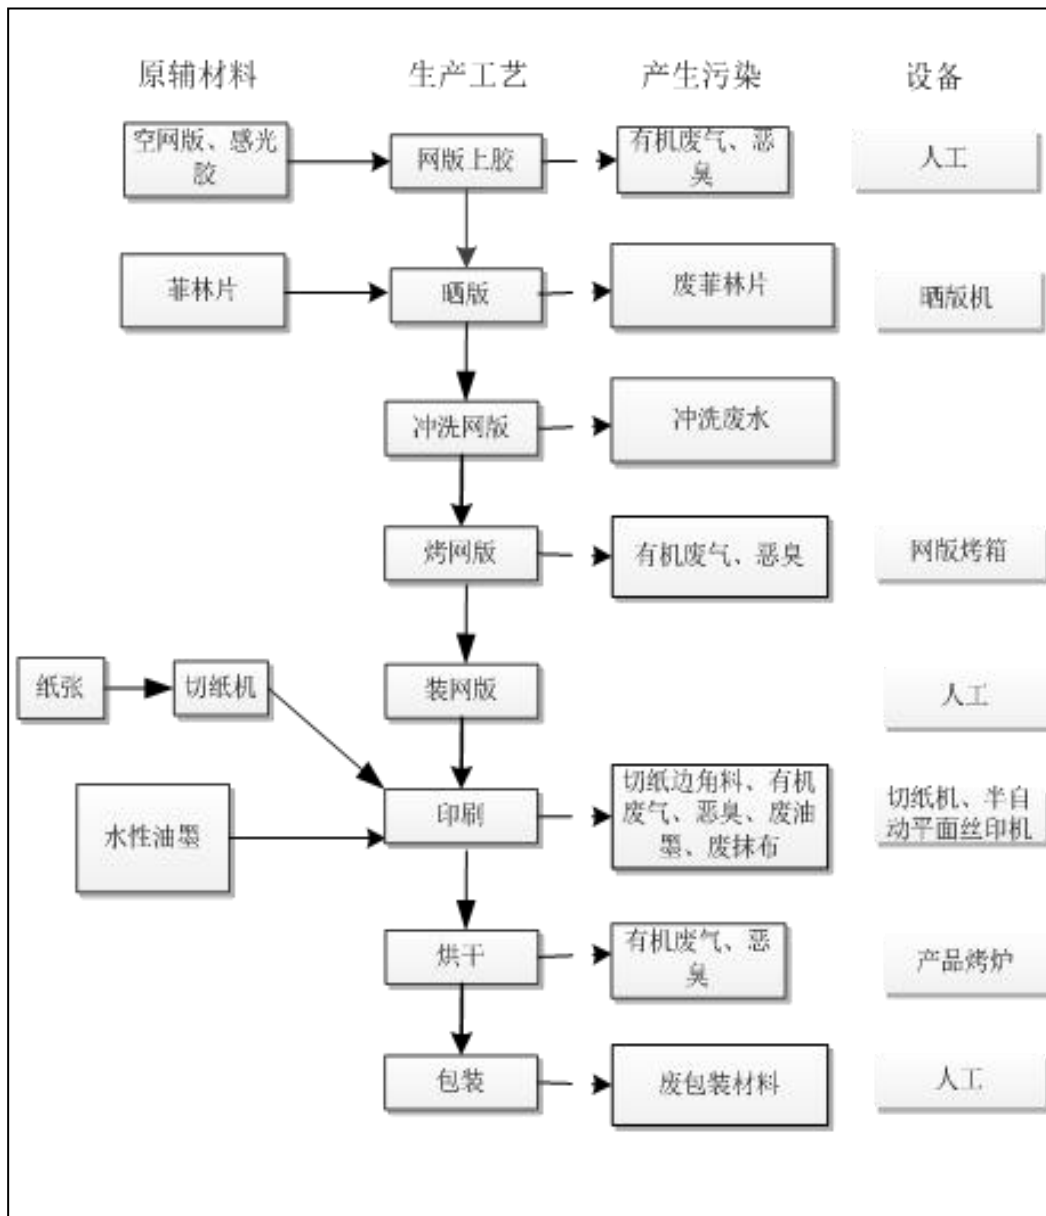 原辅材料 生产工艺 产生污染 设备
空网版、感光
胶
网版上胶
有机废气、恶
臭
人工
菲林片
晒版
废菲林片
晒版机
冲洗网版
冲洗废水
烤网版
有机废气、恶臭
网版烤箱
纸张
切纸机
装网版
人工
水性油墨
印刷
切纸边角料、有机
废气、恶臭、废油
墨、废抹布
切纸机、半自
动平面丝印机
烘干
有机废气、恶
臭
产品烤炉
包装
废包装材料
人工